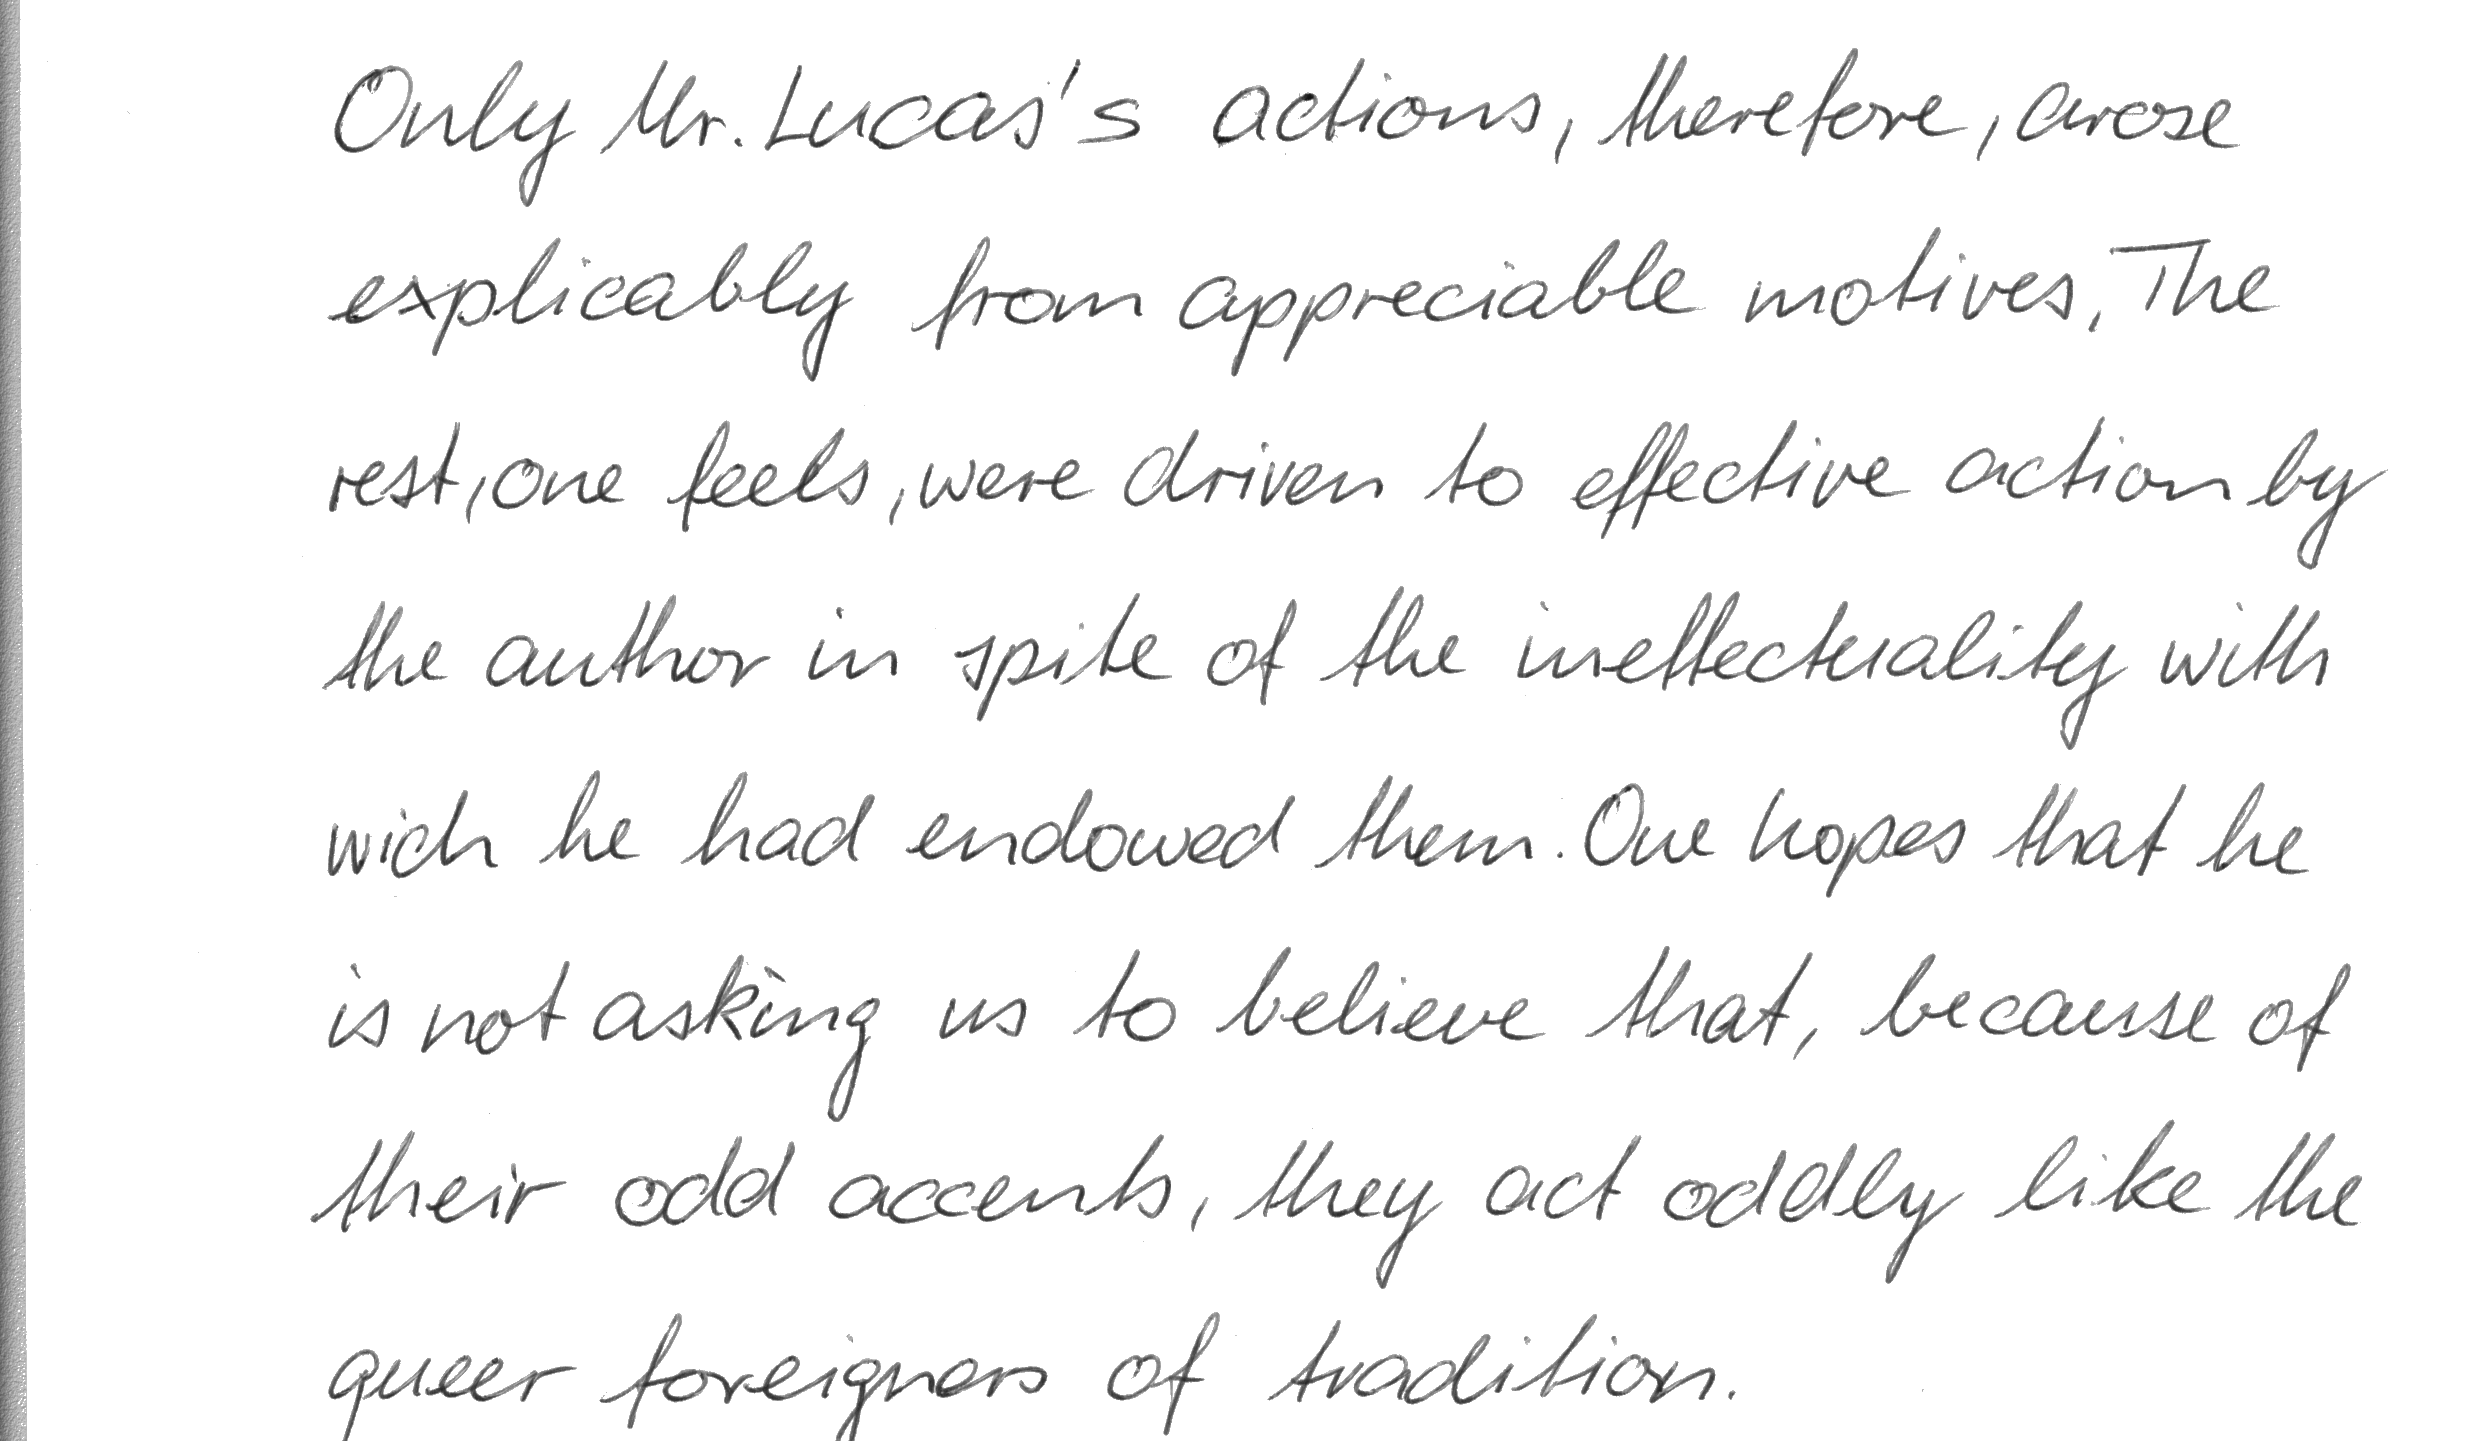 Only Mr. Lucas's actions, therefore, arose
explicably from appreciable motives, The
rest, one feels, were driven to effective action by
the author in spite of the ineffectuality with
wich he had endowed them. One hopes that he
is not asking us to believe that, because of
their odd accents, they act oddly like the
queer foreigners of tradition.